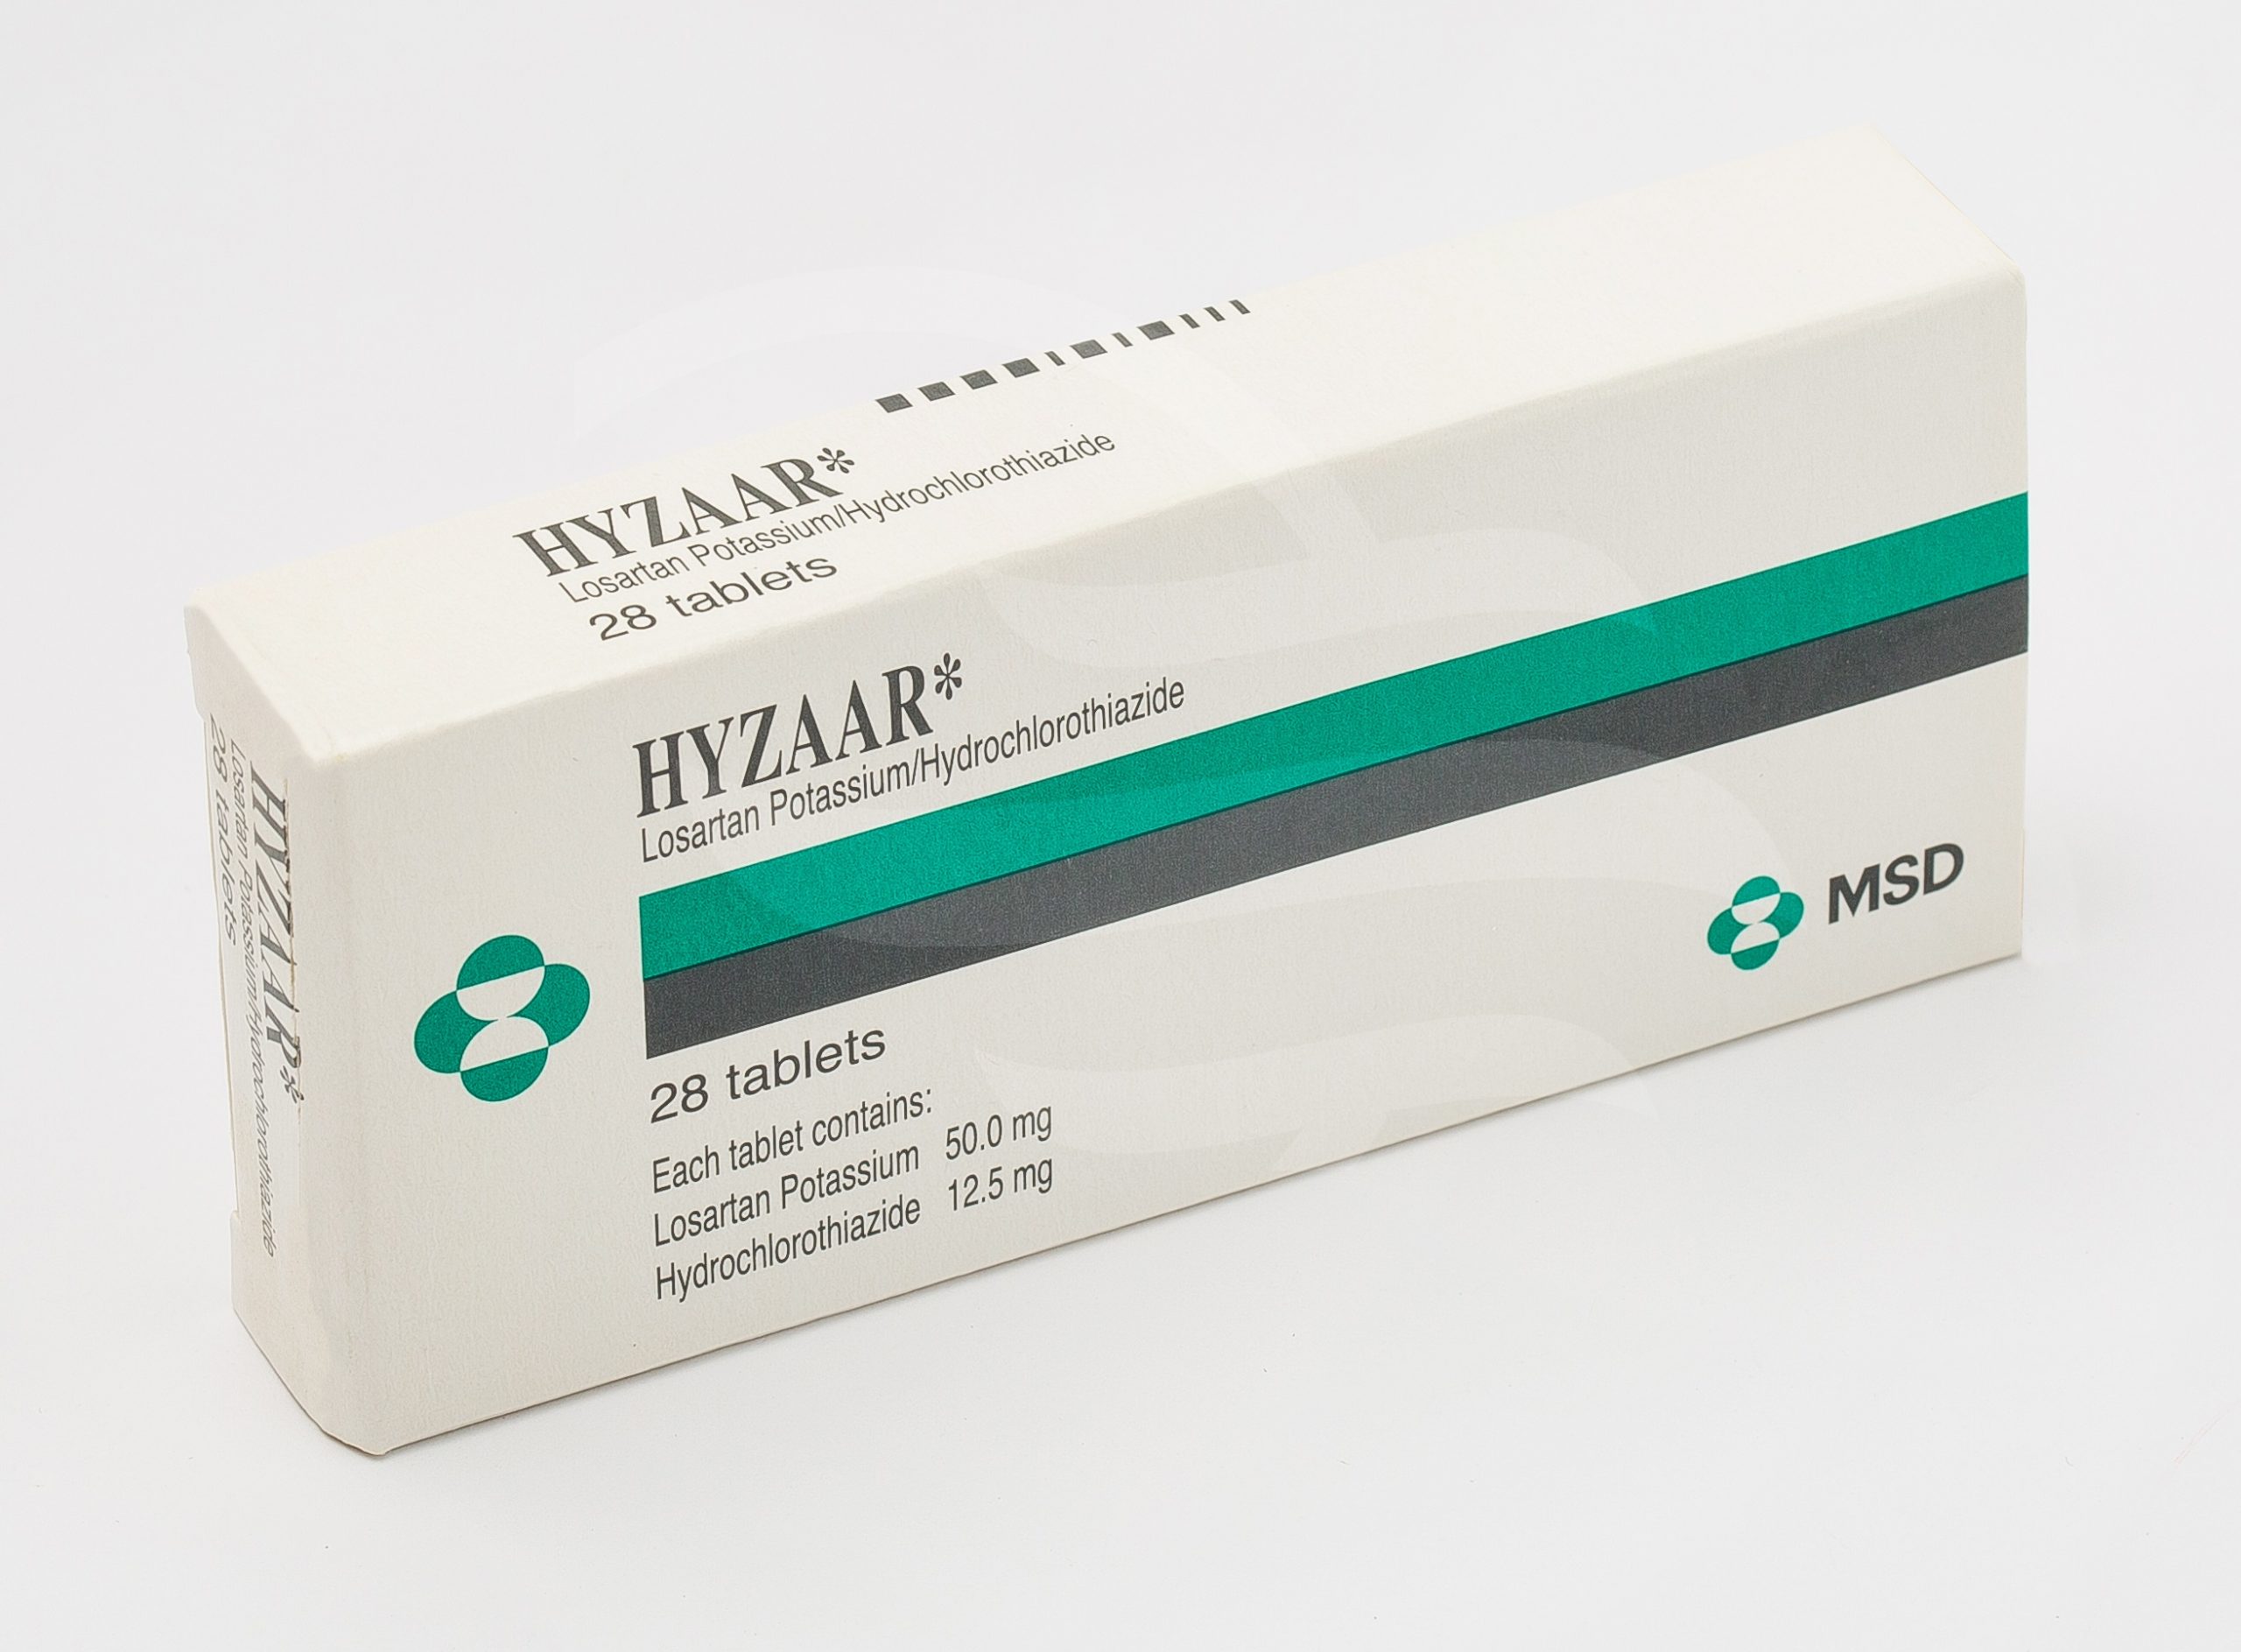 HYZAAR*
Losartan Potassium/Hydrochlorothiazide
28 tablets
HYZAAR*
Losartan Potassium/Hydrochlorothiazide
28 tablets
Each tablet contains:
Losartan Potassium 50.0 mg
Hydrochlorothiazide 12.5 mg
MSD
HYZAAR*
Losartan Potassium/Hydrochlorothiazide
28 tablets